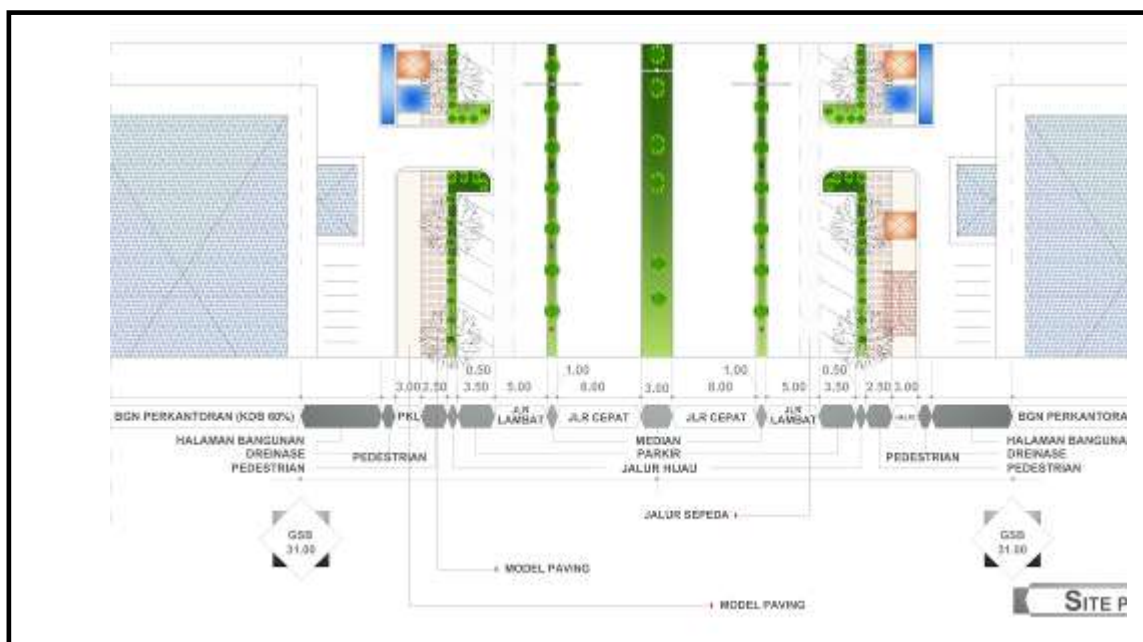 0.50 1.00 1.00 0.50
3.00 2.50 3.50 5.00 8.00 3.00 8.00 5.00 3.50 2.50 3.00
BGN PERKANTORAN (KDB 60%) PKL JLR LAMBAT JLR CEPAT JLR CEPAT JLR LAMBAT BGN PERKANTORA
HALAMAN BANGUNAN MEDIAN HALAMAN BANGUN
DREINASE PARKIR DREINASE
PEDESTRIAN PEDESTRIAN
PEDESTRIAN JALUR HIJAU PEDESTRIAN
JALUR SEPEDA
GSB GSB
31.00 31.00
MODEL PAVING
MODEL PAVING
SITE P